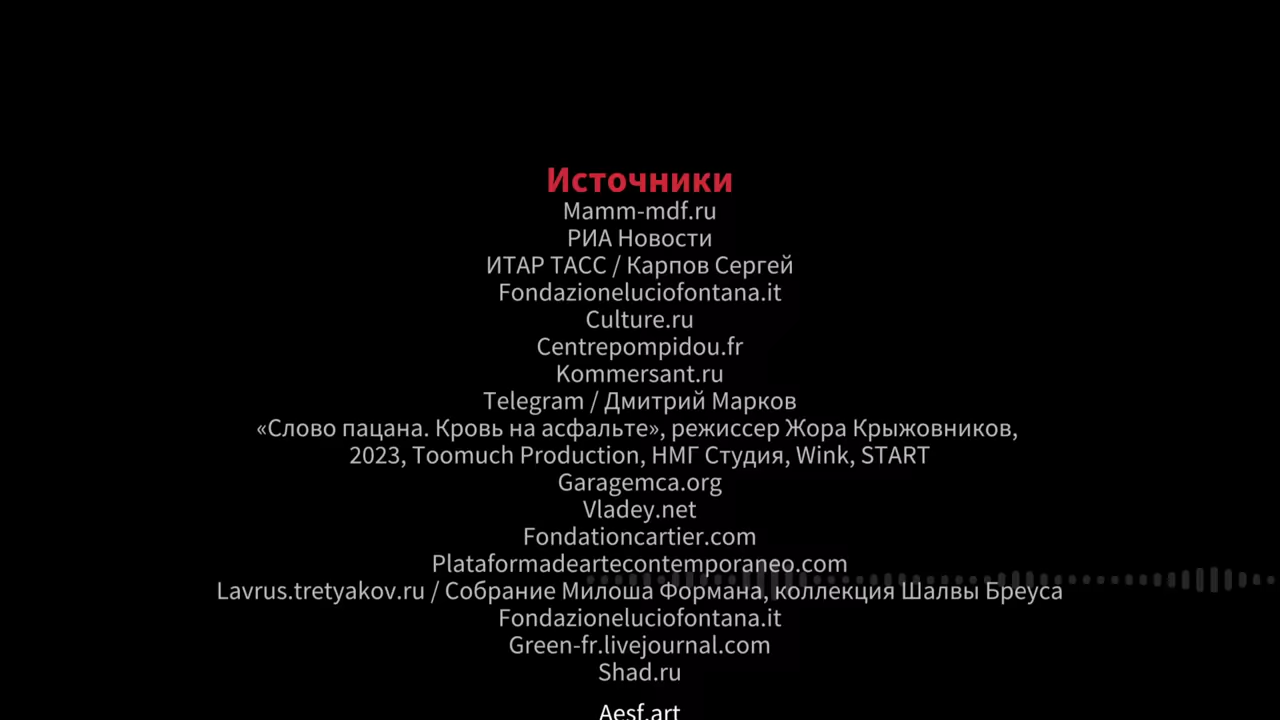 Источники
Mamm-mdf.ru
РИА Новости
ИТАР ТАСС / Карпов Сергей
Fondazioneluciofontana.it
Culture.ru
Centrepompidou.fr
Kommersant.ru
Telegram / Дмитрий Марков
«Слово пацана. Кровь на асфальте», режиссер Жора Крыжовников,
2023, Toomuch Production, НМГ Студия, Wink, START
Garagemca.org
Vladey.net
Fondationcartier.com
Plataformadeartecontemporaneo.com
Lavrus.tretyakov.ru / Собрание Милоша Формана, коллекция Шалвы Бреуса
Fondazioneluciofontana.it
Green-fr.livejournal.com
Shad.ru
Aesf.art